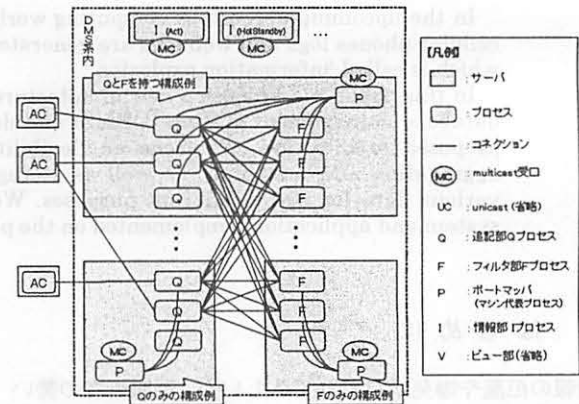 DMS系内
I
(Act)
MC
I
(HotStandby)
MC
...
QとFを持つ構成例
MC
P
AC
AC
AC
Q
Q
Q
F
F
F
Q
Q
F
F
MC
P
MC
P
Qのみの構成例
Fのみの構成例
【凡例】
:サーバ
:プロセス
:コネクション
MC :multicast受口
UC :unicast(省略)
Q :追記部Qプロセス
F :フィルタ部Fプロセス
P :ポートマッパ
(マシン代表プロセス)
I :情報部Iプロセス
V :ビュー部(省略)